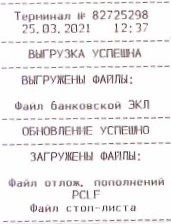 Терминал № 82725298
25.03.2021 12:37
ВЫГРУЗКА УСПЕШНА
ВЫГРУЖЕНЫ ФАЙЛЫ:
Файл банковской ЭКЛ
ОБНОВЛЕНИЕ УСПЕШНО
ЗАГРУЖЕНЫ ФАЙЛЫ:
Файл отлож. пополнений
PCLF
Файл стоп-листа